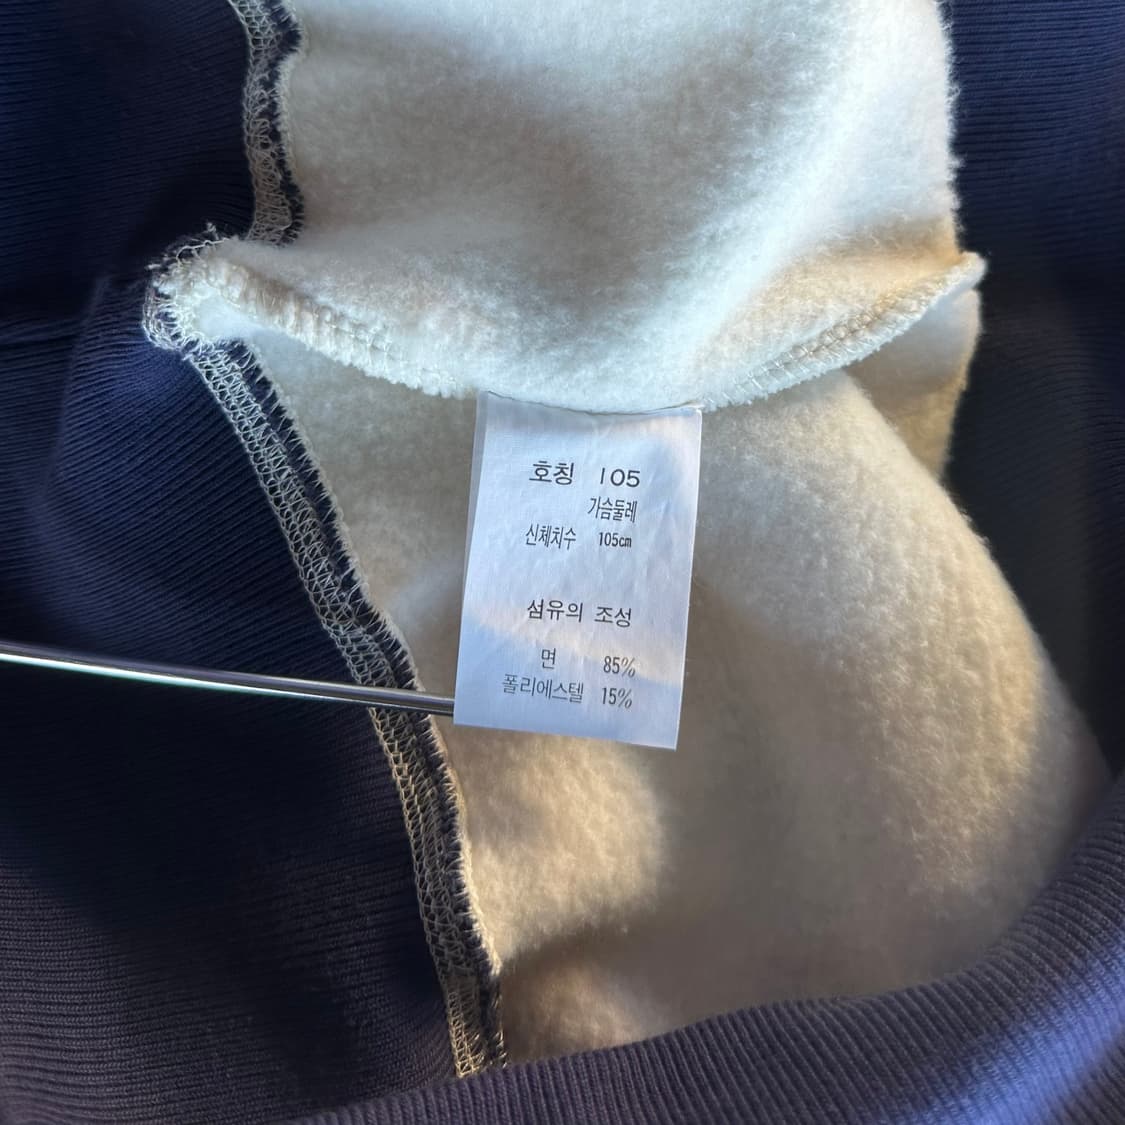 호칭 105
가슴둘레
신체치수 105cm
섬유의 조성
면 85%
폴리에스텔 15%